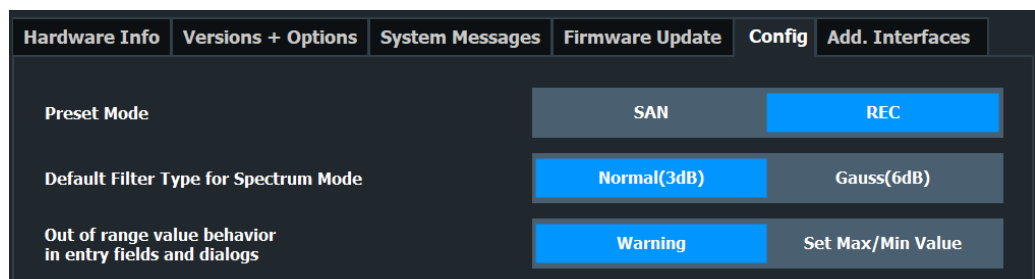 Hardware Info Versions + Options System Messages Firmware Update Config Add. Interfaces
Preset Mode SAN REC
Default Filter Type for Spectrum Mode Normal(3dB) Gauss(6dB)
Out of range value behavior
in entry fields and dialogs Warning Set Max/Min Value